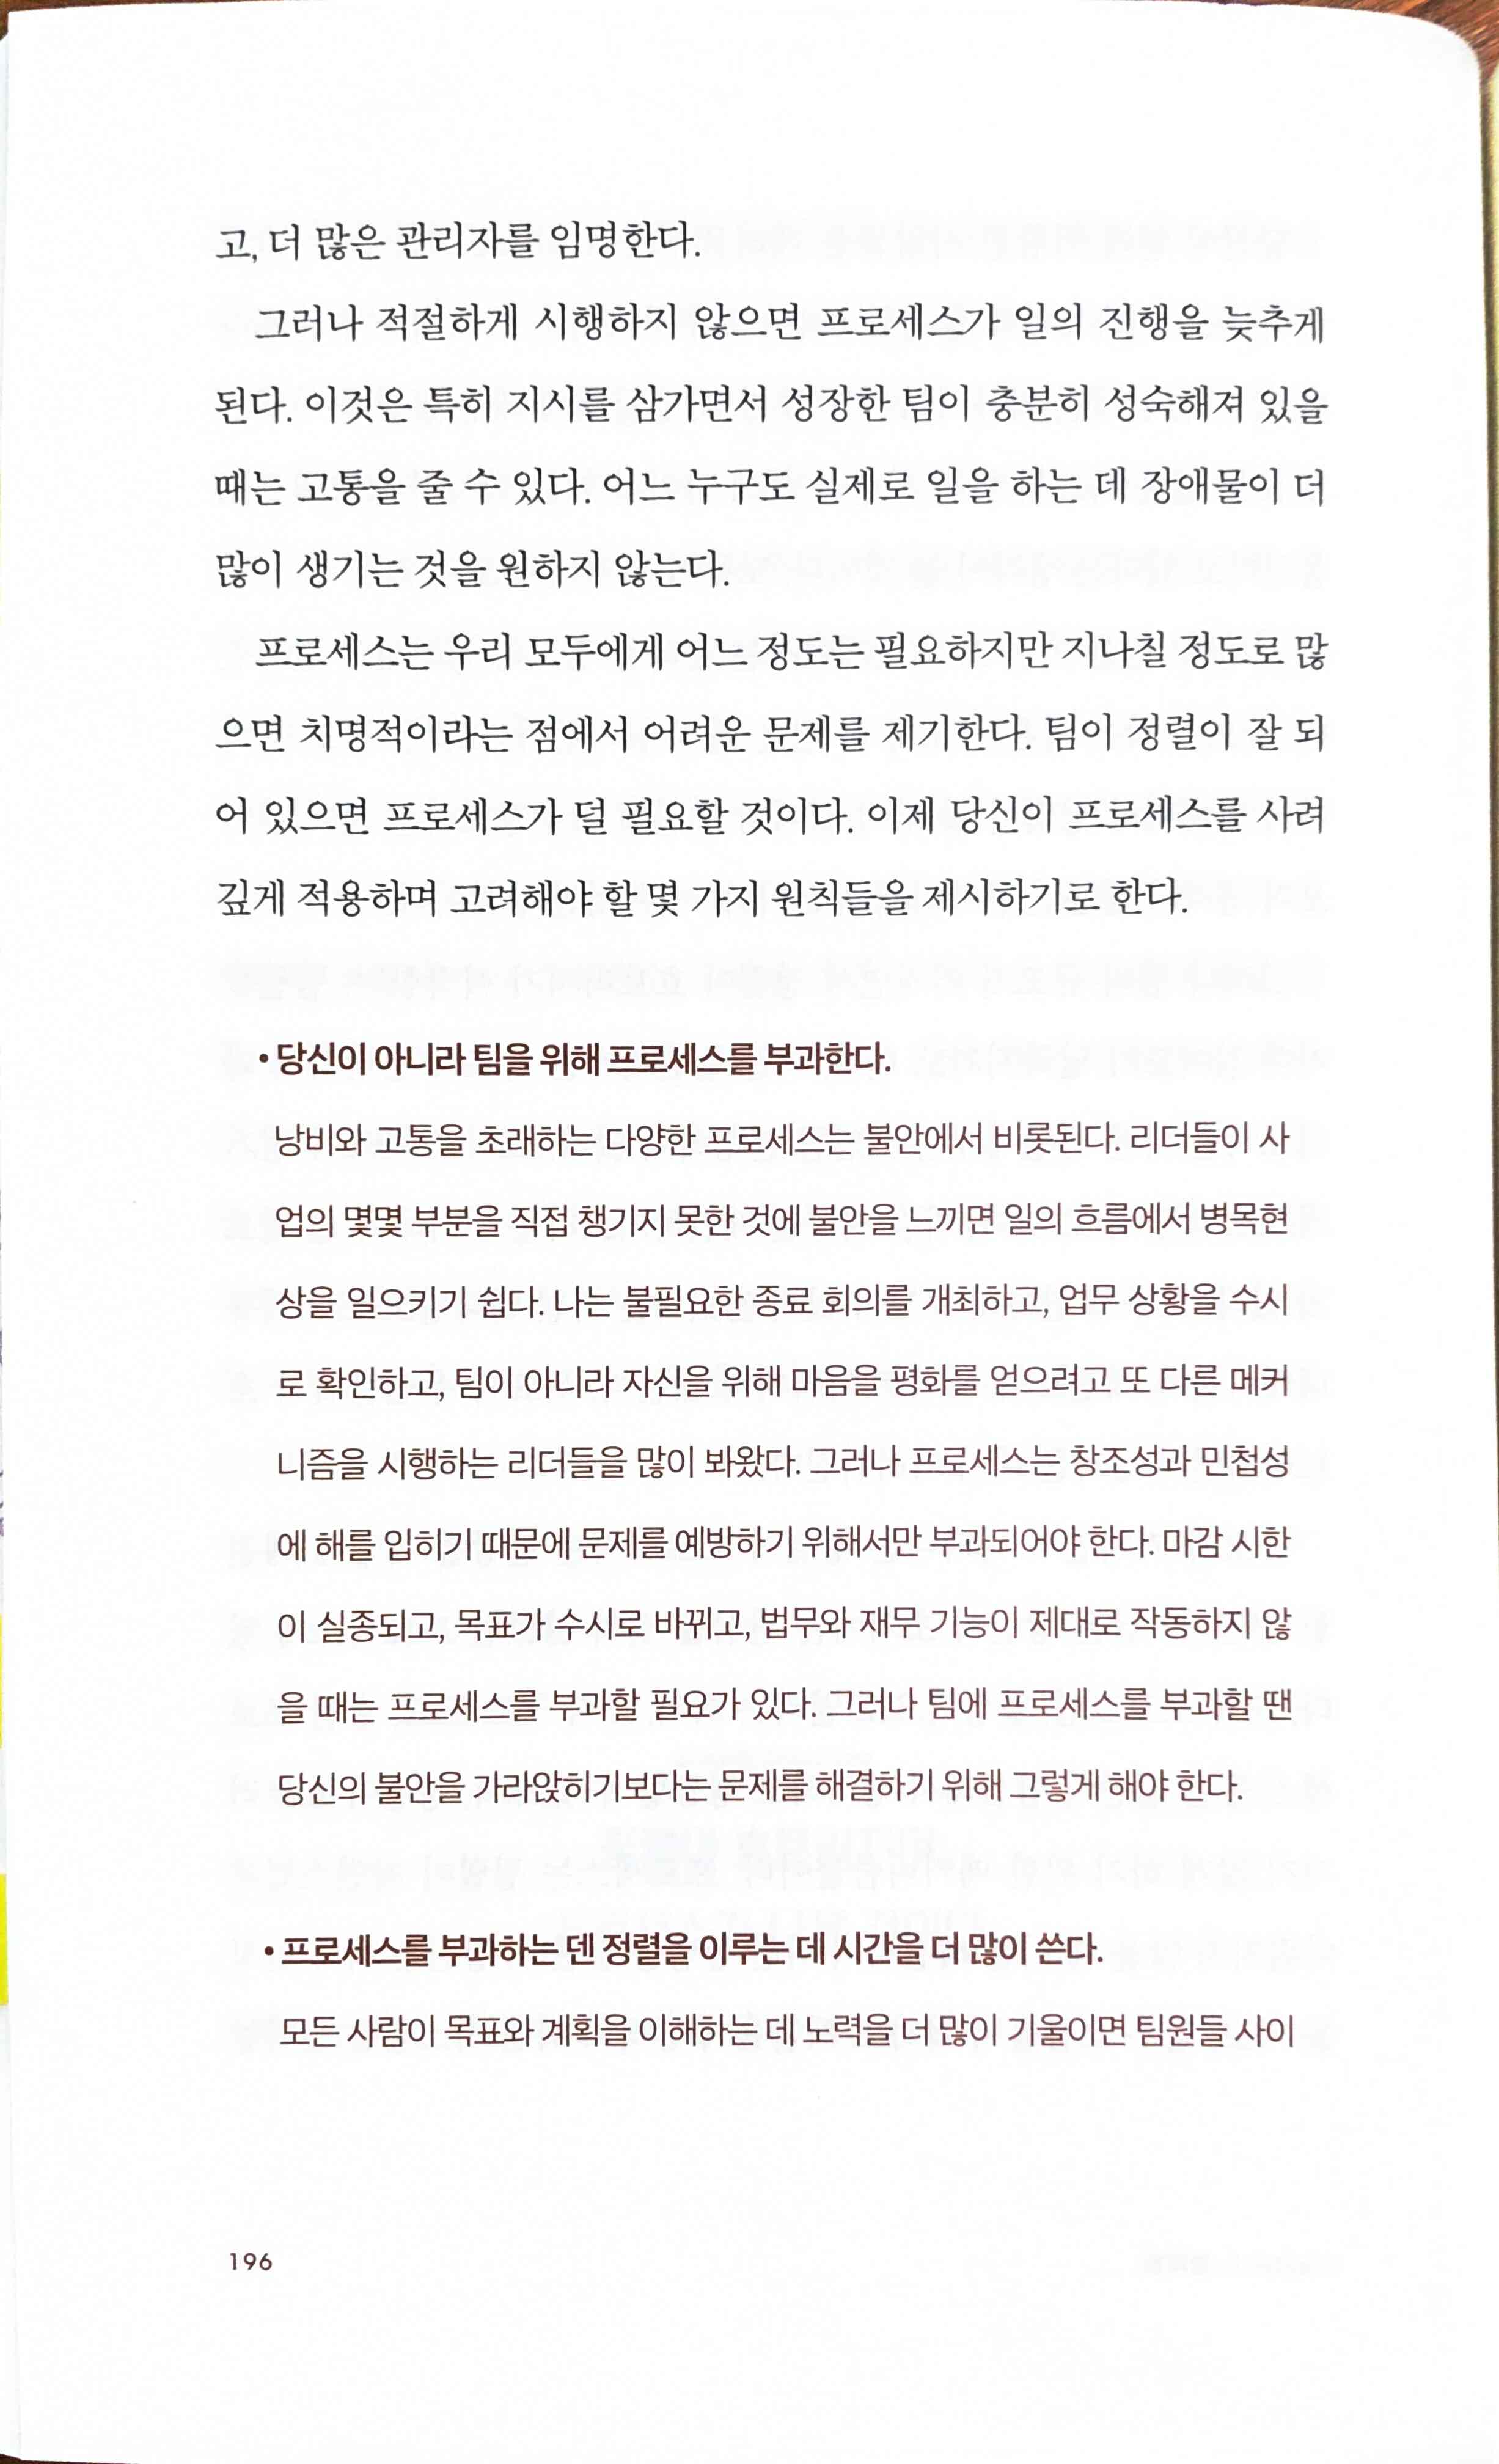 고, 더 많은 관리자를 임명한다.
그러나 적절하게 시행하지 않으면 프로세스가 일의 진행을 늦추게
된다. 이것은 특히 지시를 삼가면서 성장한 팀이 충분히 성숙해져 있을
때는 고통을 줄 수 있다. 어느 누구도 실제로 일을 하는 데 장애물이 더
많이 생기는 것을 원하지 않는다.
프로세스는 우리 모두에게 어느 정도는 필요하지만 지나칠 정도로 많
으면 치명적이라는 점에서 어려운 문제를 제기한다. 팀이 정렬이 잘 되
어 있으면 프로세스가 덜 필요할 것이다. 이제 당신이 프로세스를 사려
깊게 적용하며 고려해야 할 몇 가지 원칙들을 제시하기로 한다.
• 당신이 아니라 팀을 위해 프로세스를 부과한다.
낭비와 고통을 초래하는 다양한 프로세스는 불안에서 비롯된다. 리더들이 사
업의 몇몇 부분을 직접 챙기지 못한 것에 불안을 느끼면 일의 흐름에서 병목현
상을 일으키기 쉽다. 나는 불필요한 종료 회의를 개최하고, 업무 상황을 수시
로 확인하고, 팀이 아니라 자신을 위해 마음을 평화를 얻으려고 또 다른 메커
니즘을 시행하는 리더들을 많이 봐왔다. 그러나 프로세스는 창조성과 민첩성
에 해를 입히기 때문에 문제를 예방하기 위해서만 부과되어야 한다. 마감 시한
이 실종되고, 목표가 수시로 바뀌고, 법무와 재무 기능이 제대로 작동하지 않
을 때는 프로세스를 부과할 필요가 있다. 그러나 팀에 프로세스를 부과할 땐
당신의 불안을 가라앉히기보다는 문제를 해결하기 위해 그렇게 해야 한다.
• 프로세스를 부과하는 덴 정렬을 이루는 데 시간을 더 많이 쓴다.
모든 사람이 목표와 계획을 이해하는 데 노력을 더 많이 기울이면 팀원들 사이
196